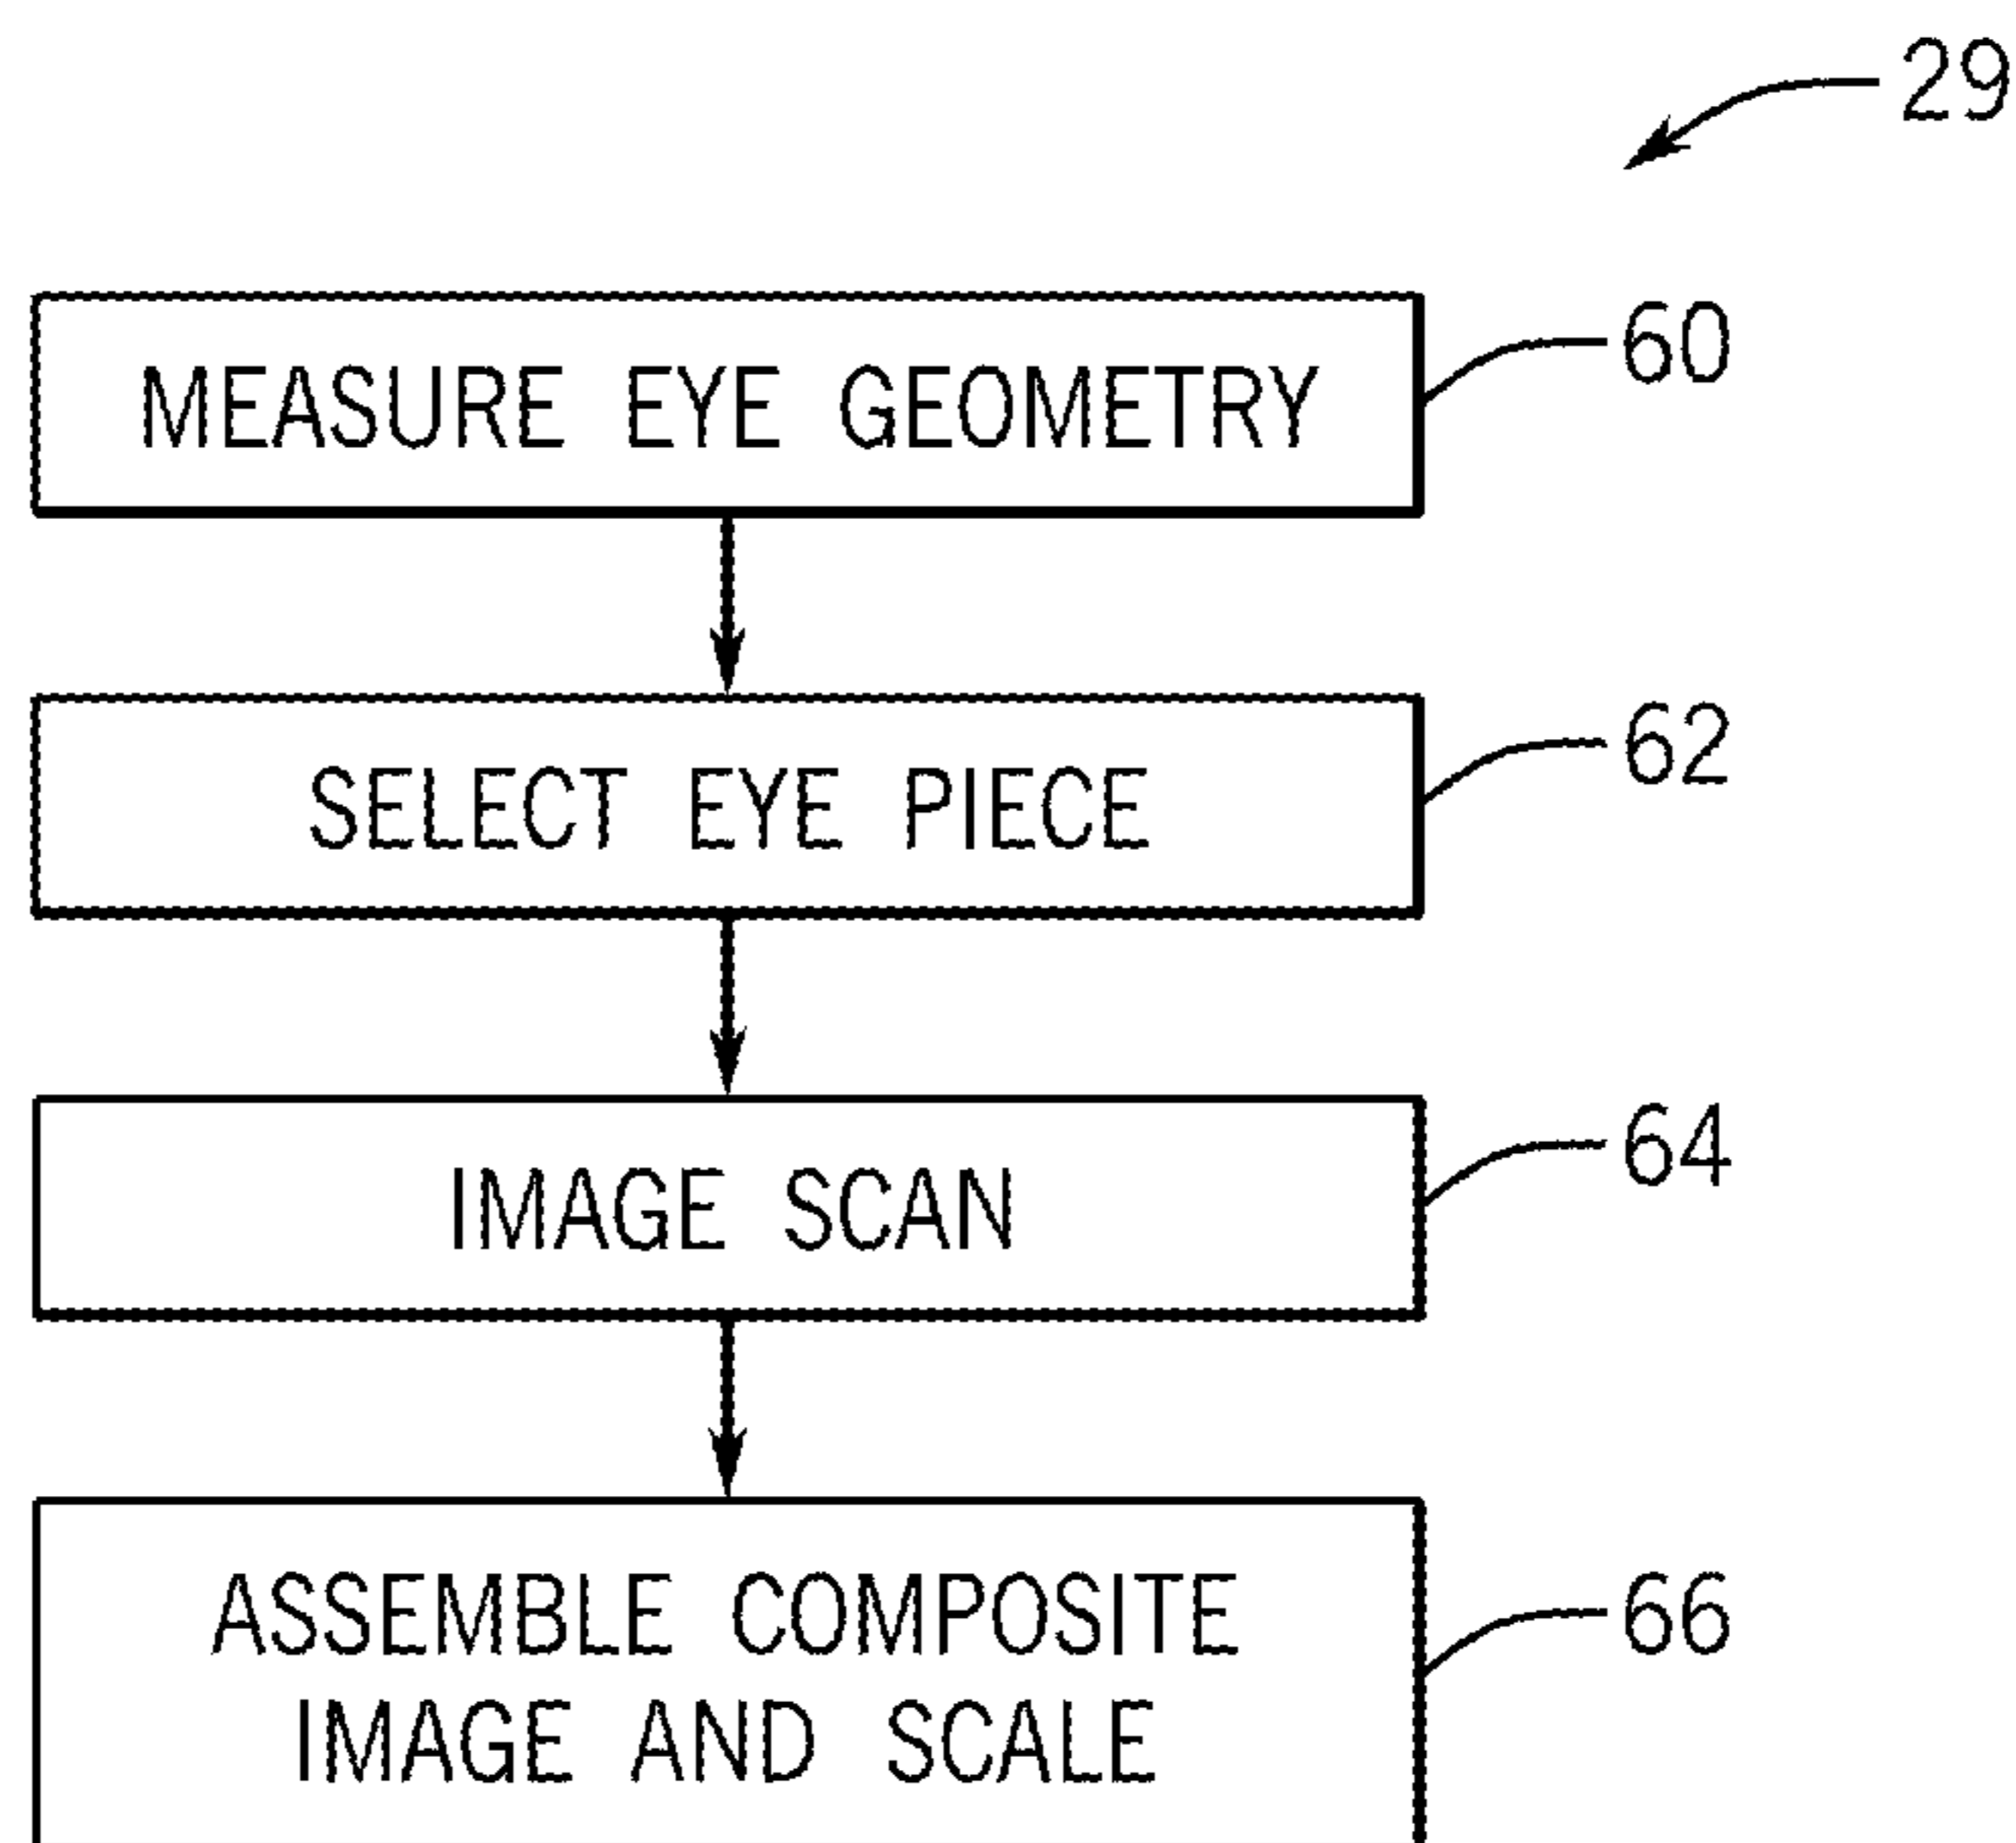 29
MEASURE EYE GEOMETRY
60
SELECT EYE PIECE
62
IMAGE SCAN
64
ASSEMBLE COMPOSITE
IMAGE AND SCALE
66